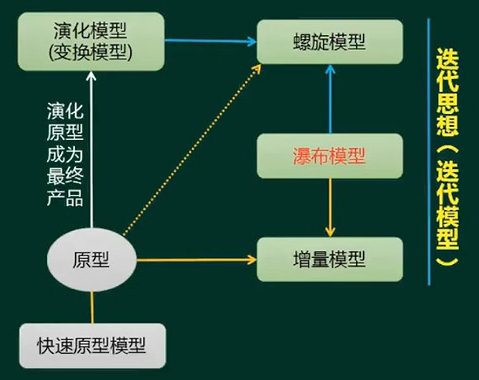 演化模型
(变换模型)
螺旋模型
演化
原型
成为
最终
产品
瀑布模型
原型
增量模型
快速原型模型
迭代思想(迭代模型)